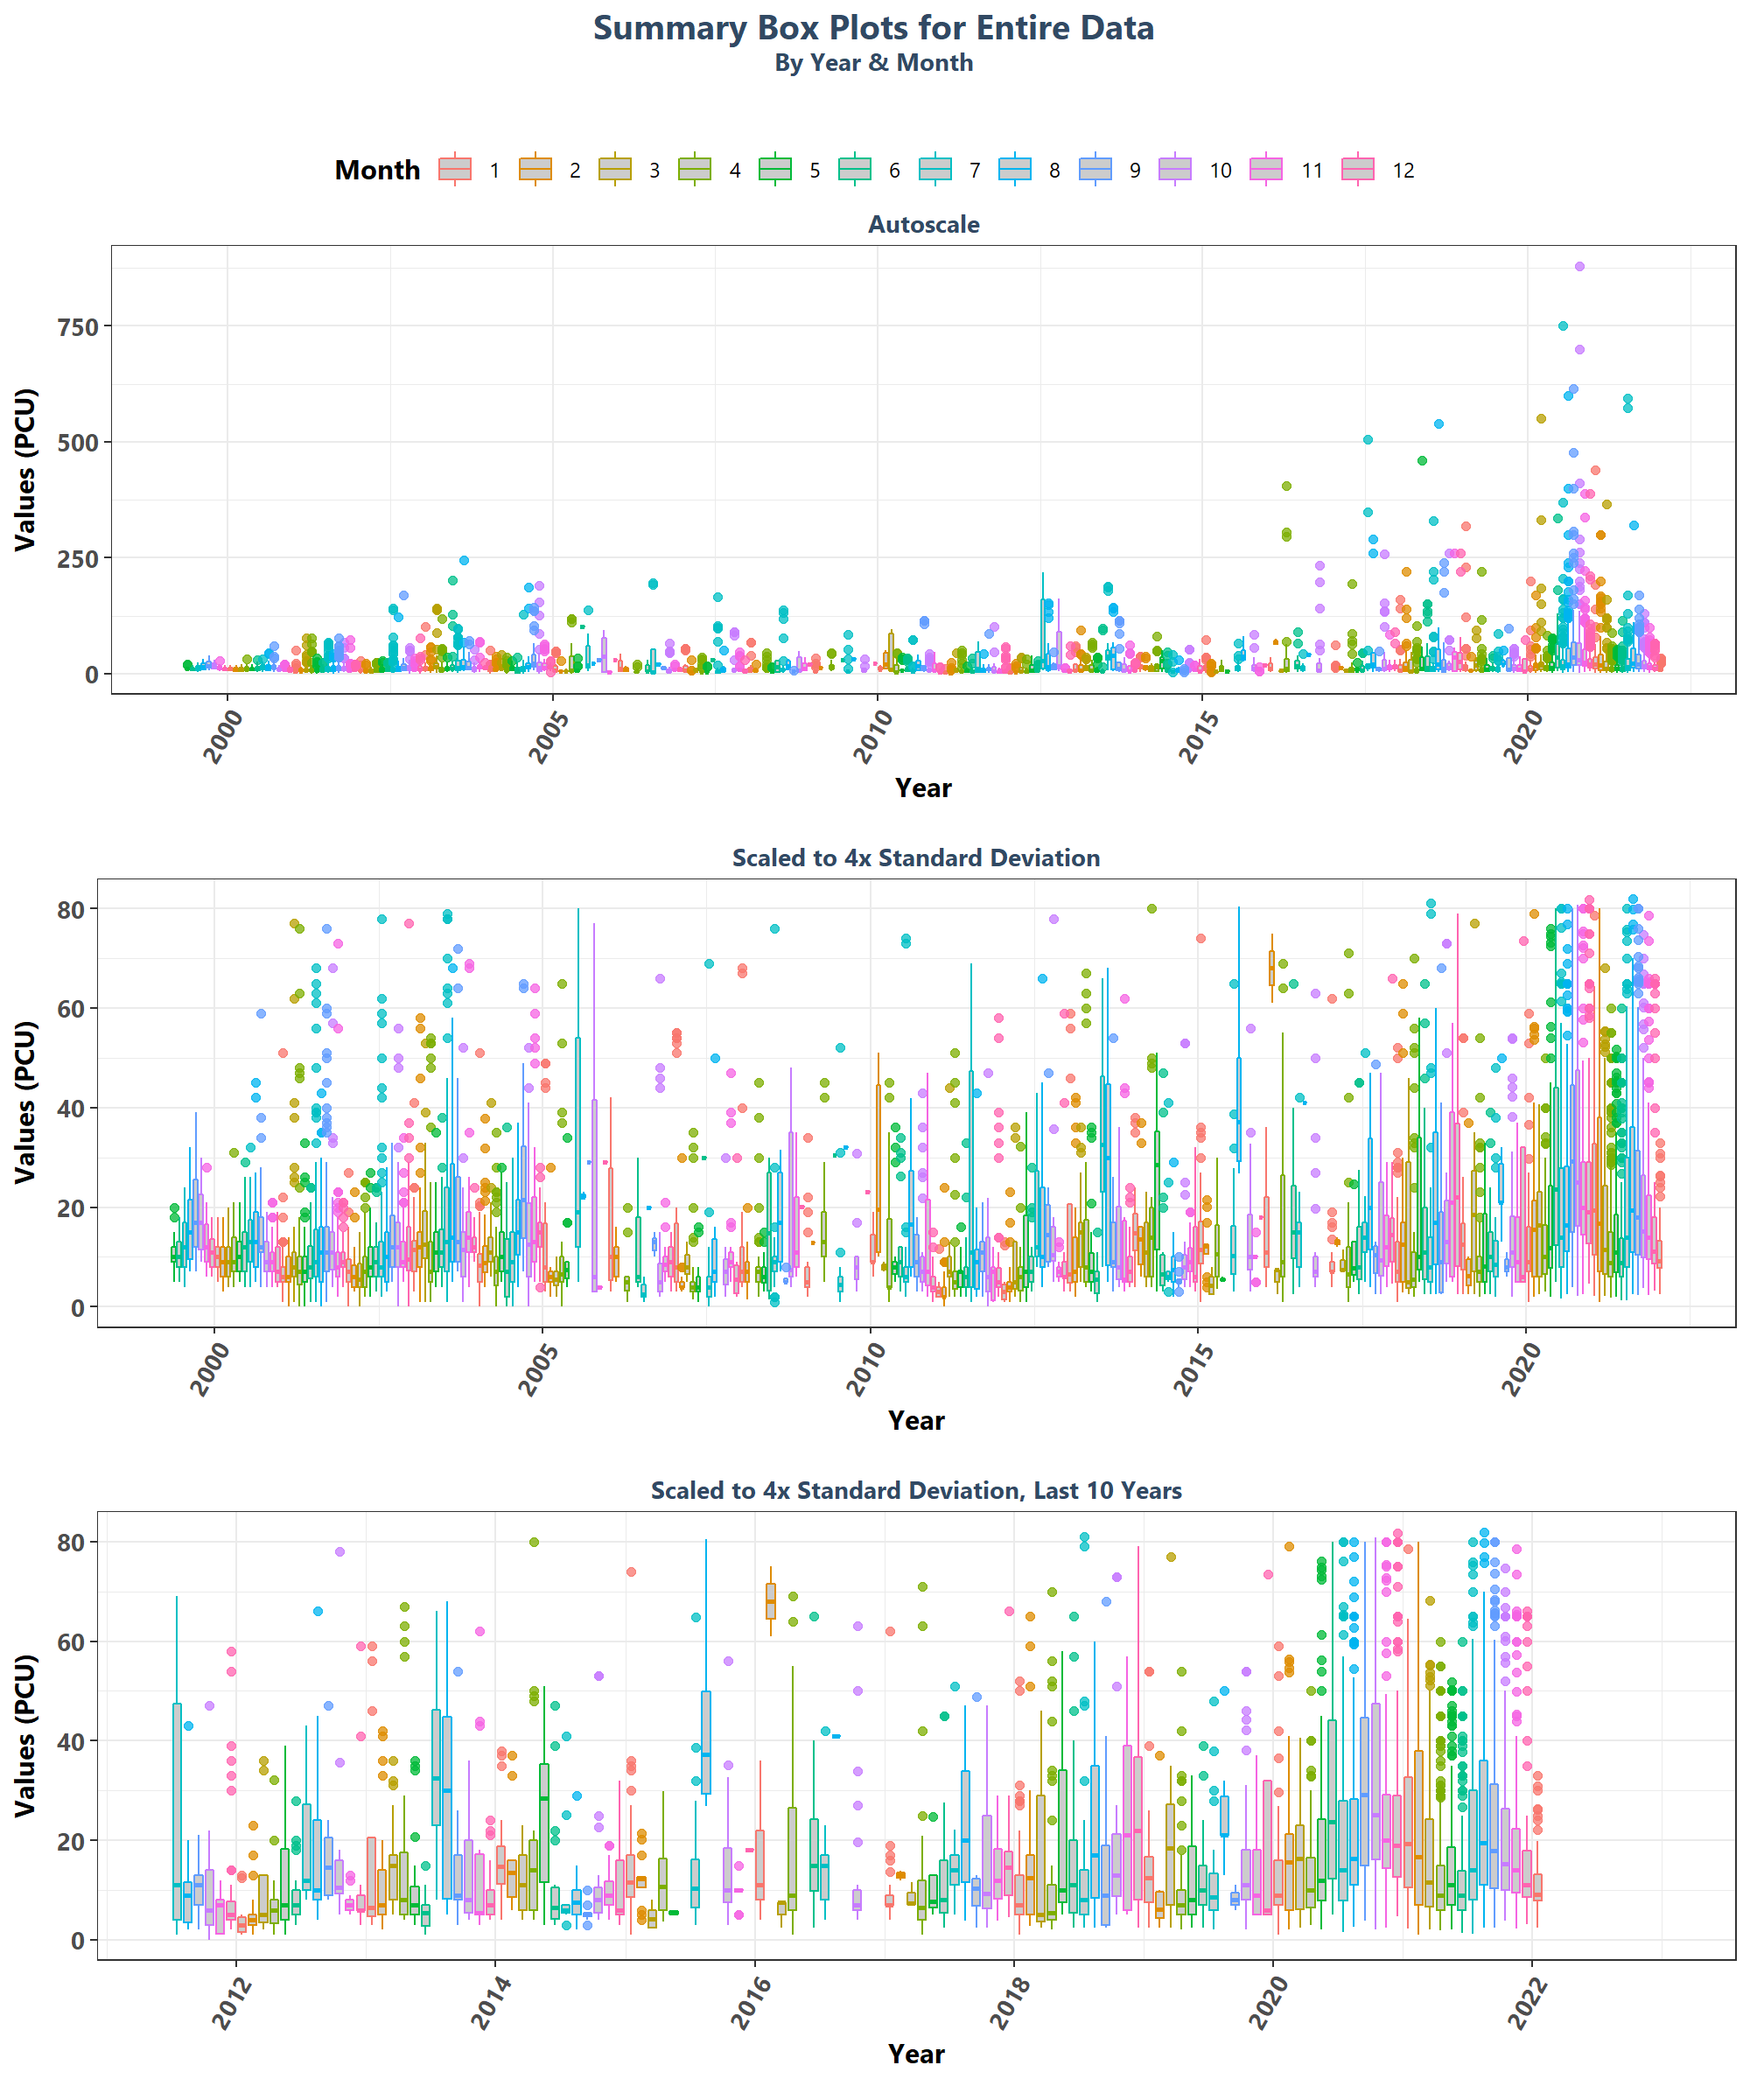 Summary Box Plots for Entire Data
By Year & Month
Month 1 2 3 4 5 6 7 8 9 10 11 12
Autoscale
Values (PCU)
750
500
250
0
2000 2005 2010 2015 2020
Year
Scaled to 4x Standard Deviation
Values (PCU)
80
60
40
20
0
2000 2005 2010 2015 2020
Year
Scaled to 4x Standard Deviation, Last 10 Years
Values (PCU)
80
60
40
20
0
2012 2014 2016 2018 2020 2022
Year